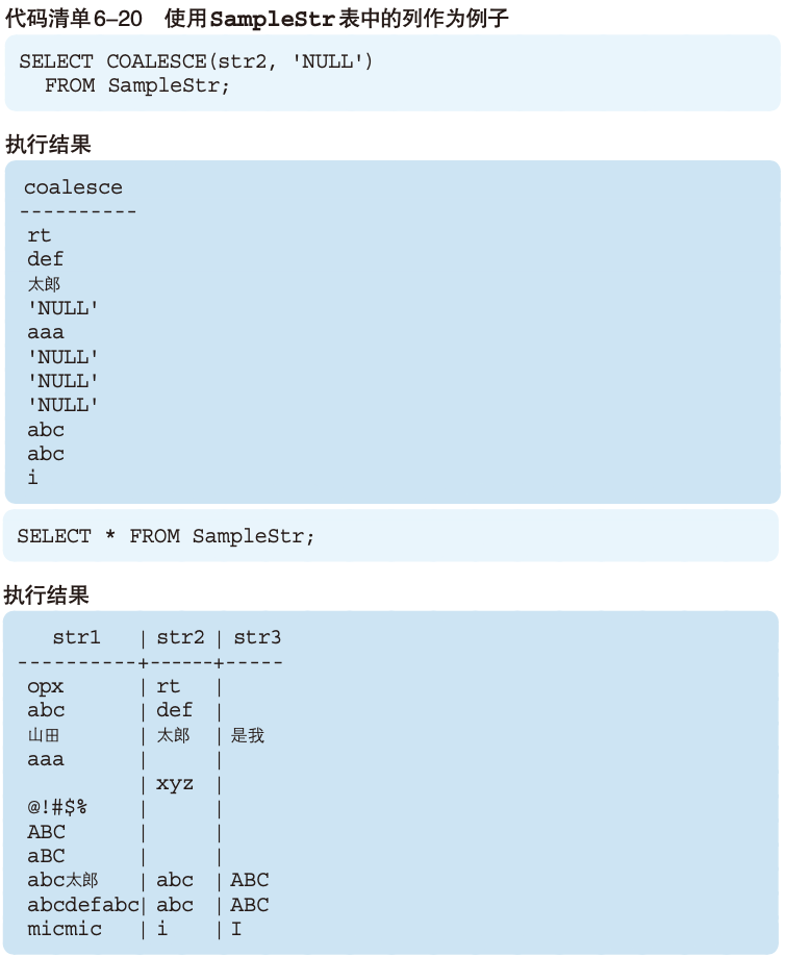 代码清单6–20 使用SampleStr表中的列作为例子
SELECT COALESCE(str2, 'NULL')
FROM SampleStr;
执行结果
coalesce
----------
rt
def
太郎
'NULL'
aaa
'NULL'
'NULL'
'NULL'
abc
abc
i
SELECT * FROM SampleStr;
执行结果
str1 | str2 | str3
----------+------+-----
opx | rt |
abc | def |
山田 | 太郎 | 是我
aaa | |
| xyz |
@!#$% | |
ABC | |
aBC | |
abc太郎 | abc | ABC
abcdefabc| abc | ABC
micmic | i | I